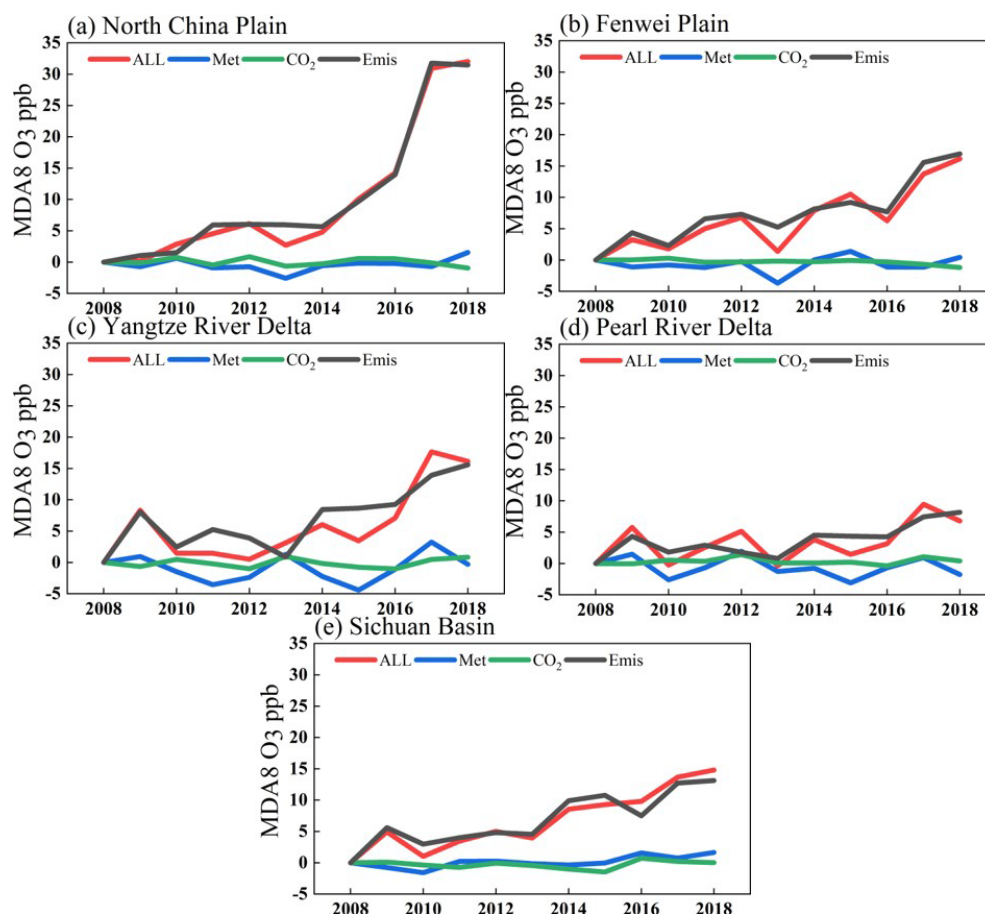 (a) North China Plain
35
ALL Met CO₂ Emis
30
25
20
15
10
5
0
-5
MDA8 O3 ppb
2008 2010 2012 2014 2016 2018
(b) Fenwei Plain
35
ALL Met CO₂ Emis
30
25
20
15
10
5
0
-5
MDA8 O3 ppb
2008 2010 2012 2014 2016 2018
(c) Yangtze River Delta
35
ALL Met CO₂ Emis
30
25
20
15
10
5
0
-5
MDA8 O3 ppb
2008 2010 2012 2014 2016 2018
(d) Pearl River Delta
35
ALL Met CO₂ Emis
30
25
20
15
10
5
0
-5
MDA8 O3 ppb
2008 2010 2012 2014 2016 2018
(e) Sichuan Basin
35
ALL Met CO₂ Emis
30
25
20
15
10
5
0
-5
MDA8 O3 ppb
2008 2010 2012 2014 2016 2018